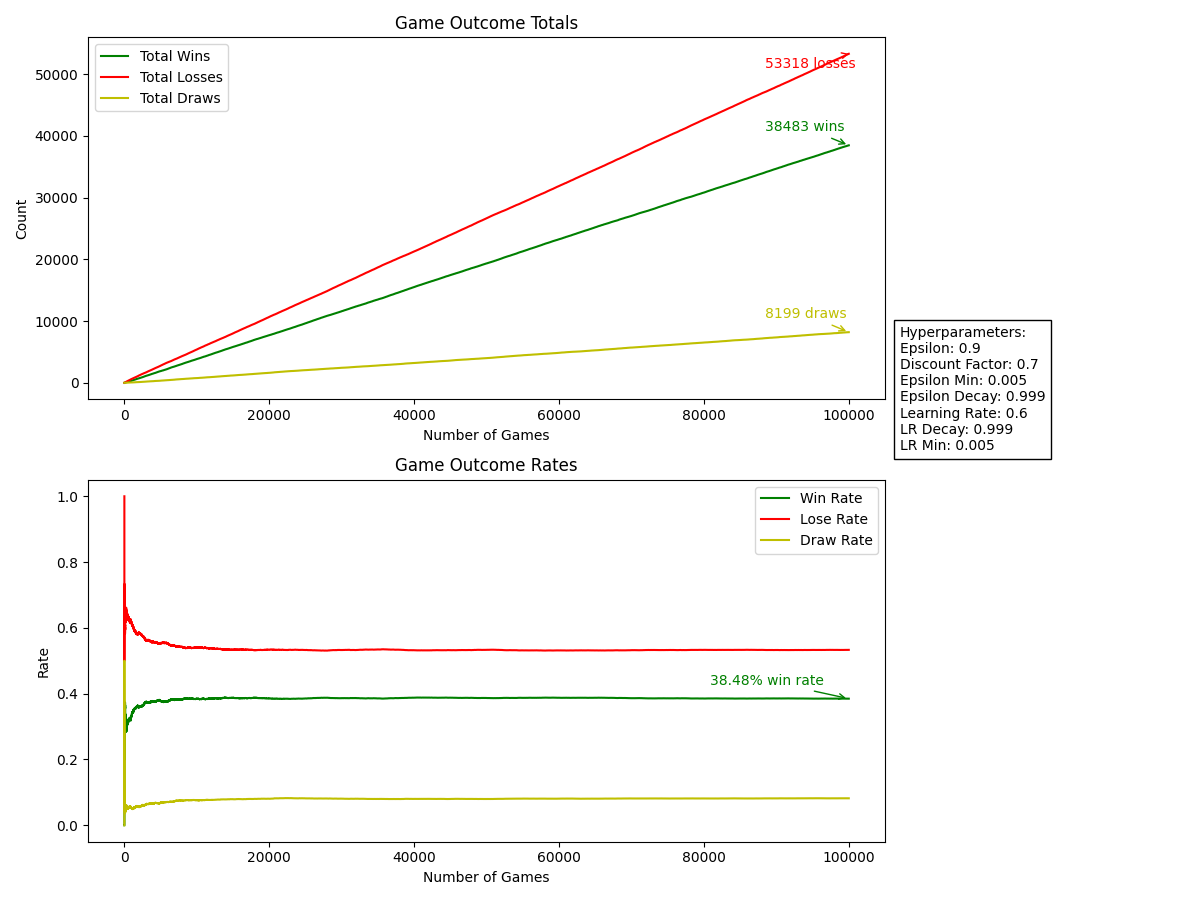 Game Outcome Totals
Total Wins
Total Losses
Total Draws
53318 losses
38483 wins
8199 draws
Count
50000
40000
30000
20000
10000
0
0 20000 40000 60000 80000 100000
Number of Games
Hyperparameters:
Epsilon: 0.9
Discount Factor: 0.7
Epsilon Min: 0.005
Epsilon Decay: 0.999
Learning Rate: 0.6
LR Decay: 0.999
LR Min: 0.005
Game Outcome Rates
Win Rate
Lose Rate
Draw Rate
38.48% win rate
Rate
1.0
0.8
0.6
0.4
0.2
0.0
0 20000 40000 60000 80000 100000
Number of Games